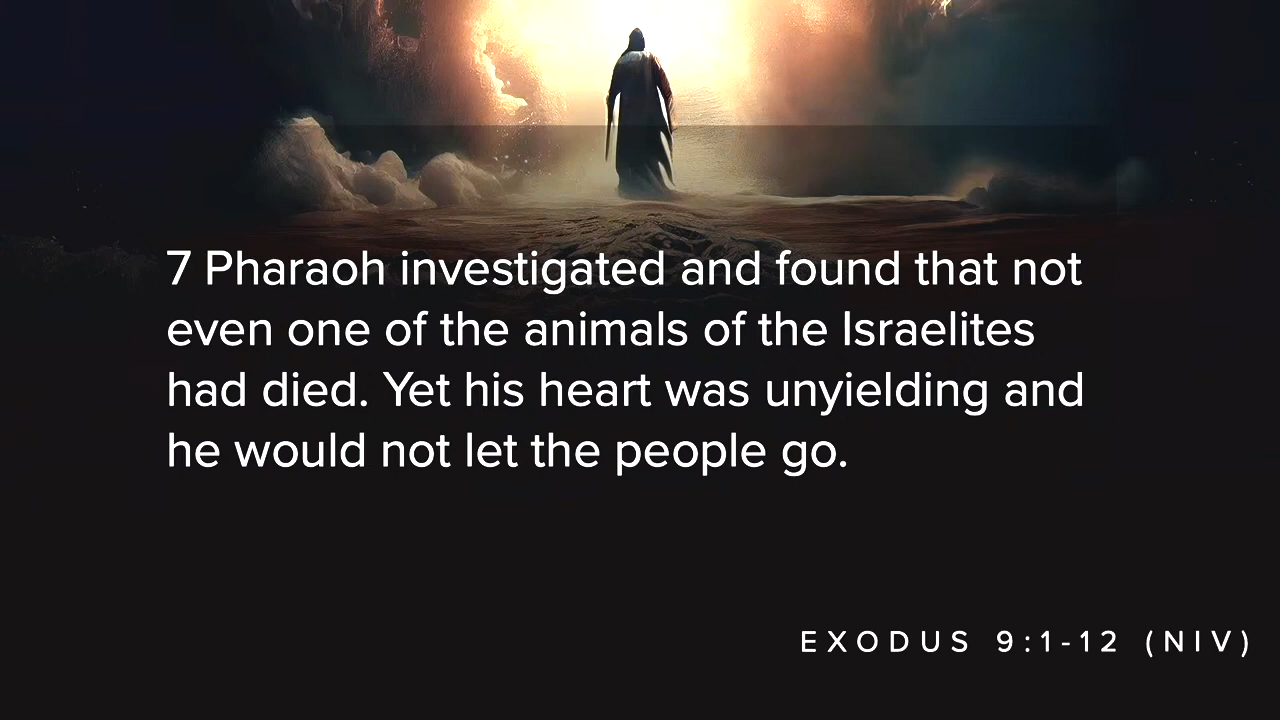 7 Pharaoh investigated and found that not
even one of the animals of the Israelites
had died. Yet his heart was unyielding and
he would not let the people go.
EXODUS 9:1-12 (NIV)